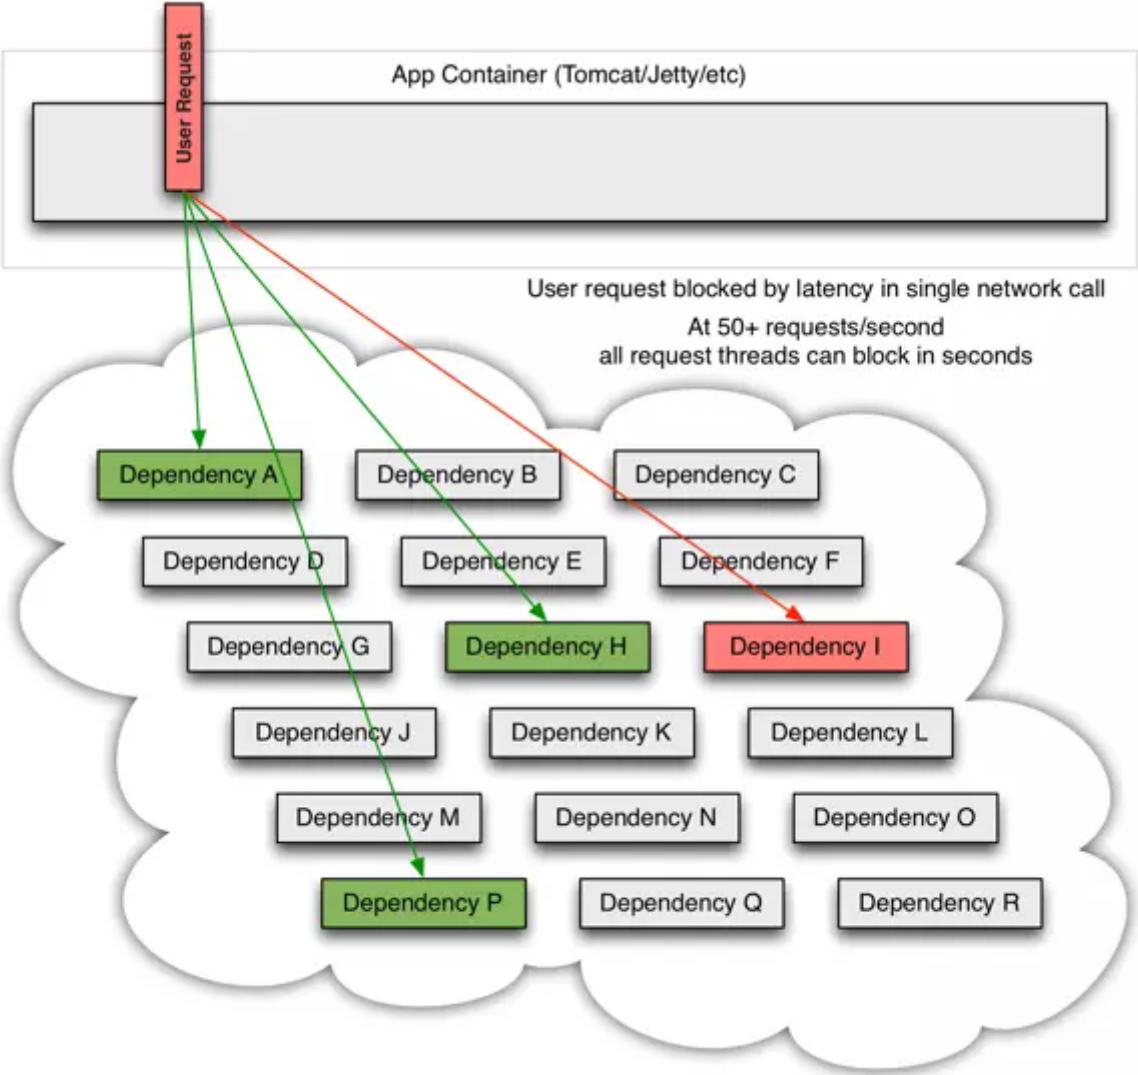 User Request
App Container (Tomcat/Jetty/etc)
User request blocked by latency in single network call
At 50+ requests/second
all request threads can block in seconds
Dependency A
Dependency B
Dependency C
Dependency D
Dependency E
Dependency F
Dependency G
Dependency H
Dependency I
Dependency J
Dependency K
Dependency L
Dependency M
Dependency N
Dependency O
Dependency P
Dependency Q
Dependency R